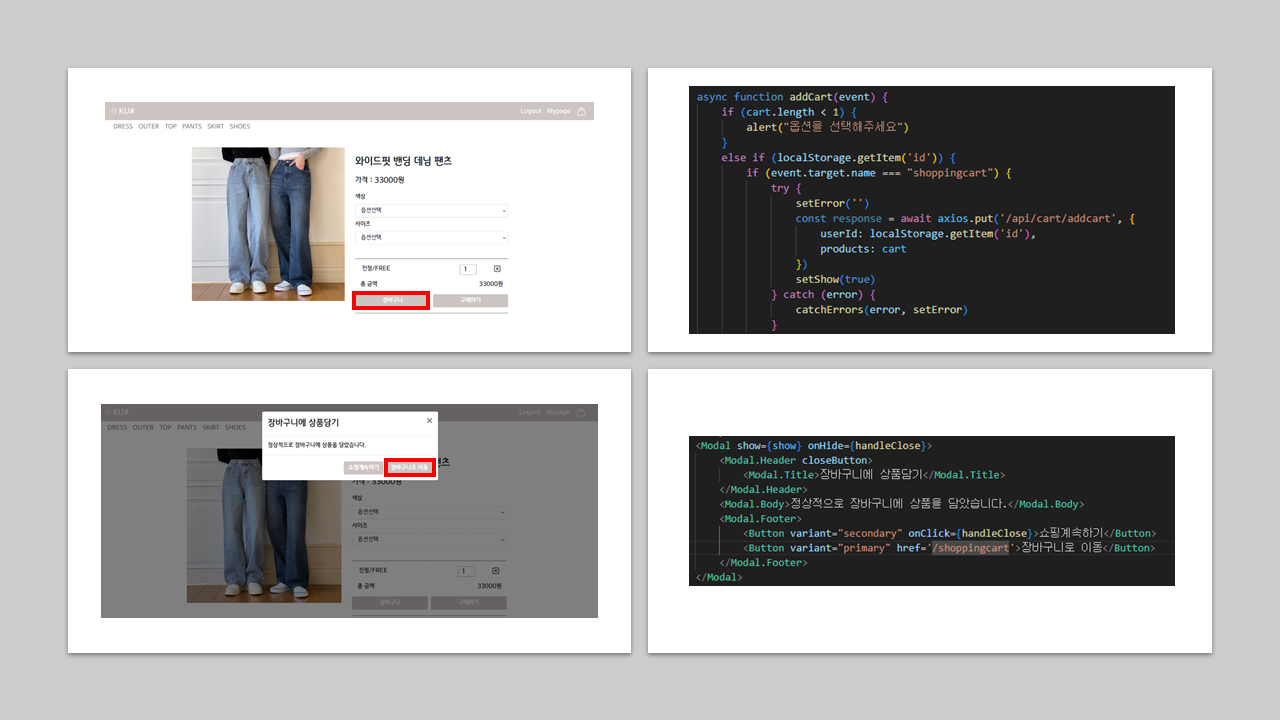 KU#
Logout Mypage
DRESS OUTER TOP PANTS SKIRT SHOES
와이드핏 밴딩 데님 팬츠
가격 : 33000원
색상
옵션선택
사이즈
옵션선택
진청/FREE 1
총 금액 33000원
장바구니 구매하기
async function addCart(event) {
if (cart.length < 1) {
alert("옵션을 선택해주세요")
}
else if (localStorage.getItem('id')) {
if (event.target.name === "shoppingcart") {
try {
setError('')
const response = await axios.put('/api/cart/addcart', {
userId: localStorage.getItem('id'),
products: cart
})
setShow(true)
} catch (error) {
catchErrors(error, setError)
}
KU#
Logout Mypage
DRESS OUTER TOP PANTS SKIRT SHOES
장바구니에 상품담기
정상적으로 장바구니에 상품을 담았습니다.
쇼핑계속하기 장바구니로 이동
팬츠
가격 : 33000원
색상
옵션선택
사이즈
옵션선택
진청/FREE 1
총 금액 33000원
장바구니 구매하기
<Modal show={show} onHide={handleClose}>
<Modal.Header closeButton>
<Modal.Title>장바구니에 상품담기</Modal.Title>
</Modal.Header>
<Modal.Body>정상적으로 장바구니에 상품을 담았습니다.</Modal.Body>
<Modal.Footer>
<Button variant="secondary" onClick={handleClose}>쇼핑계속하기</Button>
<Button variant="primary" href='/shoppingcart'>장바구니로 이동</Button>
</Modal.Footer>
</Modal>